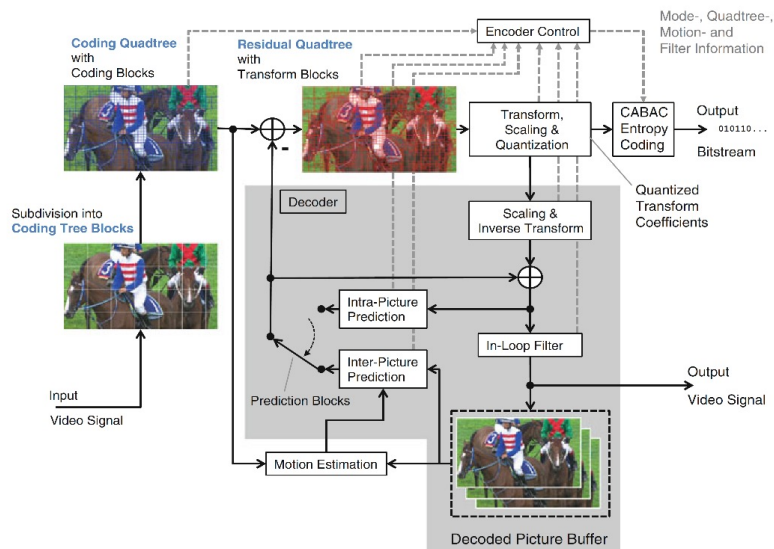 Mode-, Quadtree-,
Motion- and
Filter Information
Encoder Control
Coding Quadtree
with
Coding Blocks
Residual Quadtree
with
Transform Blocks
Transform,
Scaling &
Quantization
CABAC
Entropy
Coding
Output
010110...
Bitstream
Quantized
Transform
Coefficients
Decoder
Scaling &
Inverse Transform
Subdivision into
Coding Tree Blocks
Intra-Picture
Prediction
In-Loop Filter
Inter-Picture
Prediction
Prediction Blocks
Output
Video Signal
Input
Video Signal
Motion Estimation
Decoded Picture Buffer